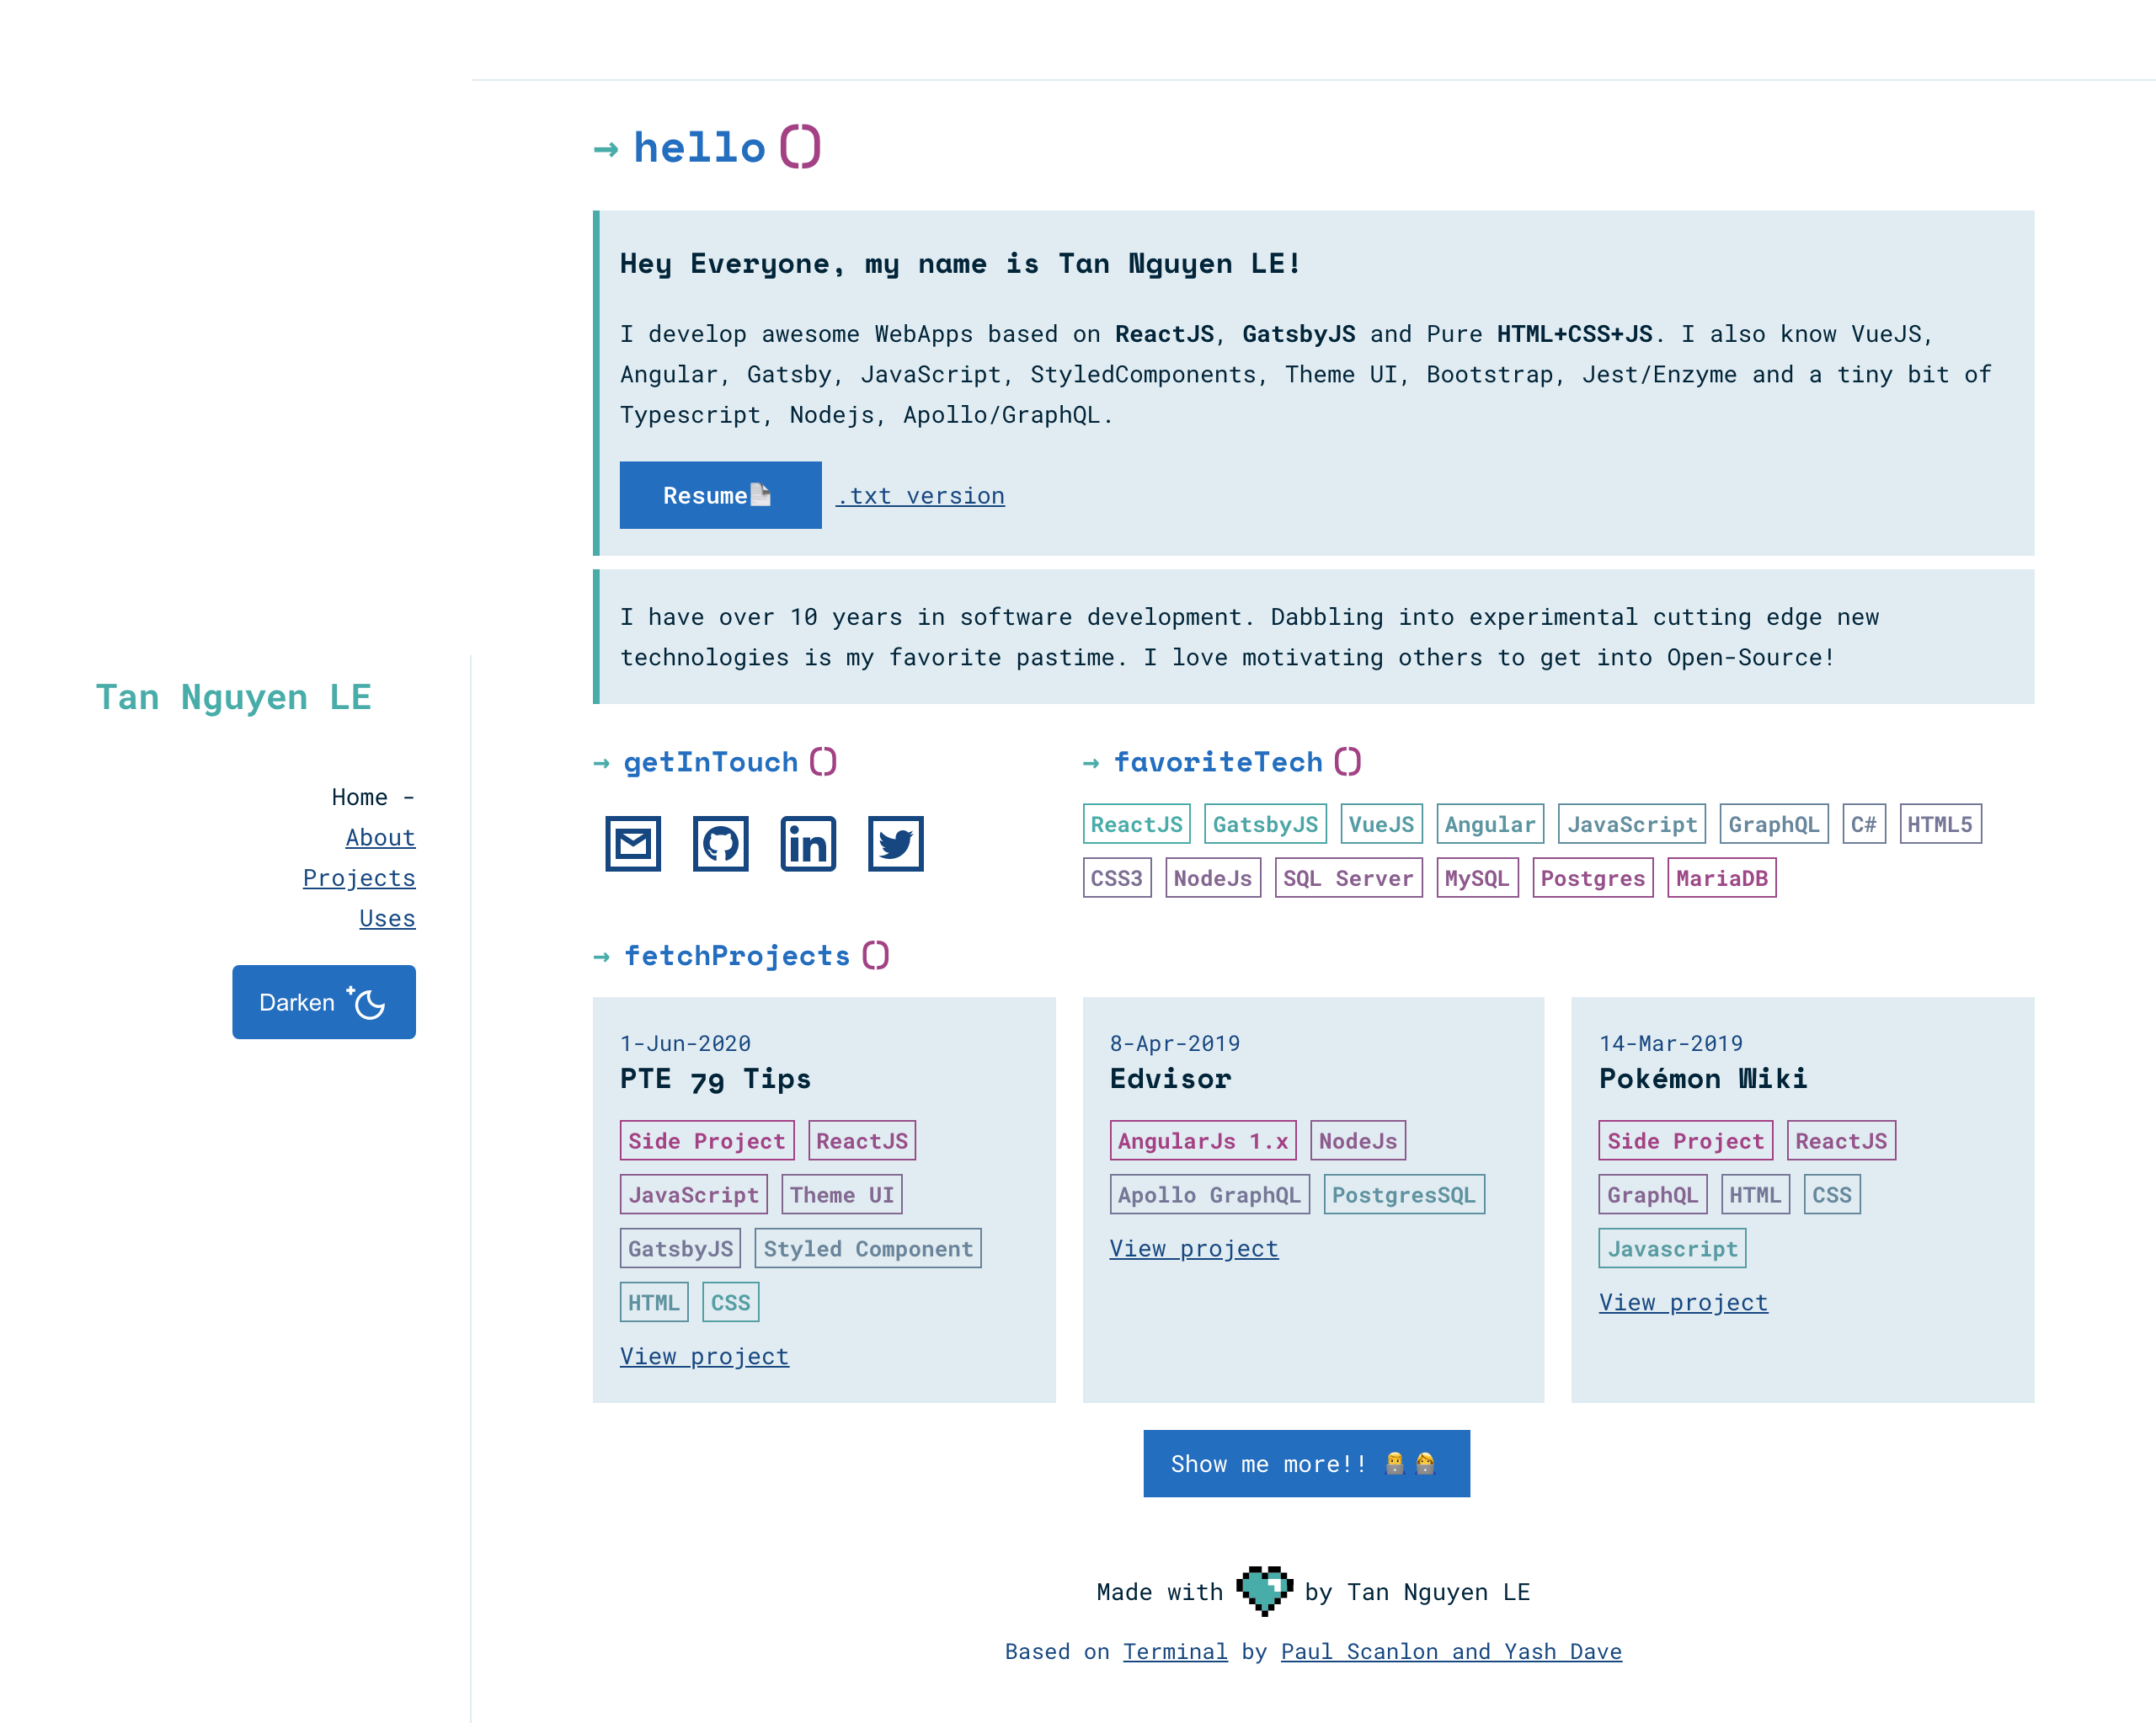 → hello ()
Hey Everyone, my name is Tan Nguyen LE!
I develop awesome WebApps based on ReactJS, GatsbyJS and Pure HTML+CSS+JS. I also know VueJS,
Angular, Gatsby, JavaScript, StyledComponents, Theme UI, Bootstrap, Jest/Enzyme and a tiny bit of
Typescript, Nodejs, Apollo/GraphQL.
Resume
.txt version
I have over 10 years in software development. Dabbling into experimental cutting edge new
technologies is my favorite pastime. I love motivating others to get into Open-Source!
Tan Nguyen LE
Home -
About
Projects
Uses
Darken
→ getInTouch ()
in
→ favoriteTech ()
ReactJS GatsbyJS VueJS Angular JavaScript GraphQL C# HTML5
CSS3 NodeJs SQL Server MySQL Postgres MariaDB
→ fetchProjects ()
1-Jun-2020
PTE 79 Tips
Side Project ReactJS
JavaScript Theme UI
GatsbyJS Styled Component
HTML CSS
View project
8-Apr-2019
Edvisor
AngularJs 1.x NodeJs
Apollo GraphQL PostgresSQL
View project
14-Mar-2019
Pokémon Wiki
Side Project ReactJS
GraphQL HTML CSS
Javascript
View project
Show me more!!
Made with by Tan Nguyen LE
Based on Terminal by Paul Scanlon and Yash Dave